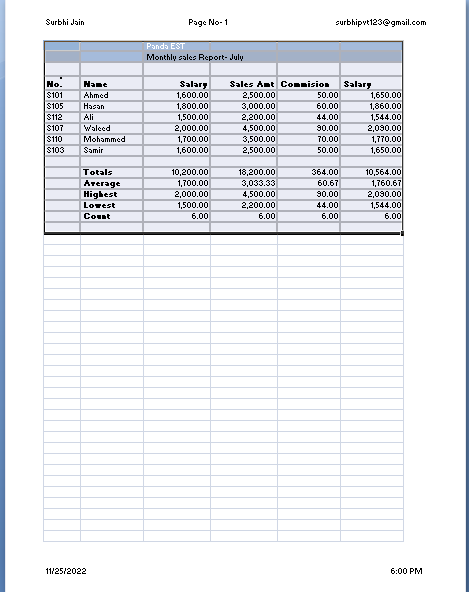 Surbhi Jain Page No- 1 surbhipvt123@gmail.com
Panda EST
Monthly sales Report- July
No. Name Salary Sales Amt Commision Salary
S101 Ahmed 1,600.00 2,500.00 50.00 1,650.00
S105 Hasan 1,800.00 3,000.00 60.00 1,860.00
S112 Ali 1,500.00 2,200.00 44.00 1,544.00
S107 Waleed 2,000.00 4,500.00 90.00 2,090.00
S110 Mohammed 1,700.00 3,500.00 70.00 1,770.00
S103 Samir 1,600.00 2,500.00 50.00 1,650.00
Totals 10,200.00 18,200.00 364.00 10,564.00
Average 1,700.00 3,033.33 60.67 1,760.67
Highest 2,000.00 4,500.00 90.00 2,090.00
Lowest 1,500.00 2,200.00 44.00 1,544.00
Count 6.00 6.00 6.00 6.00
11/25/2022 6:00 PM